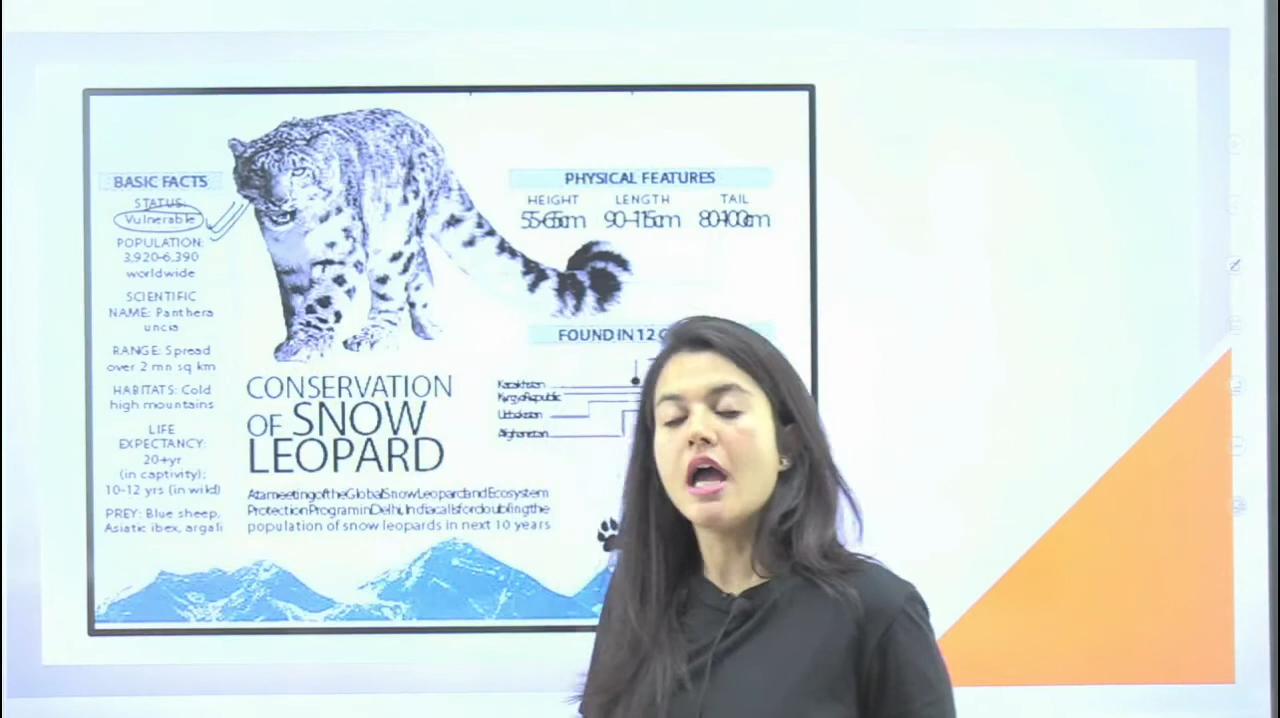 BASIC FACTS
STATUS:
Vulnerable
POPULATION:
3,920-6,390
worldwide
SCIENTIFIC
NAME: Panthera
uncia
RANGE: Spread
over 2 mn sq km
HABITATS: Cold
high mountains
LIFE
EXPECTANCY:
20+yr
(in captivity);
10-12 yrs (in wild)
PREY: Blue sheep,
Asiatic ibex, argali
CONSERVATION
OF SNOW
LEOPARD
At a meeting of the Global Snow Leopard and Ecosystem
Protection Program in Delhi, India calls for doubling the
population of snow leopards in next 10 years
PHYSICAL FEATURES
HEIGHT LENGTH TAIL
55-65cm 90-115cm 80-100cm
FOUND IN 12
Kazakhstan
Kyrgyz Republic
Uzbekistan
Afghanistan